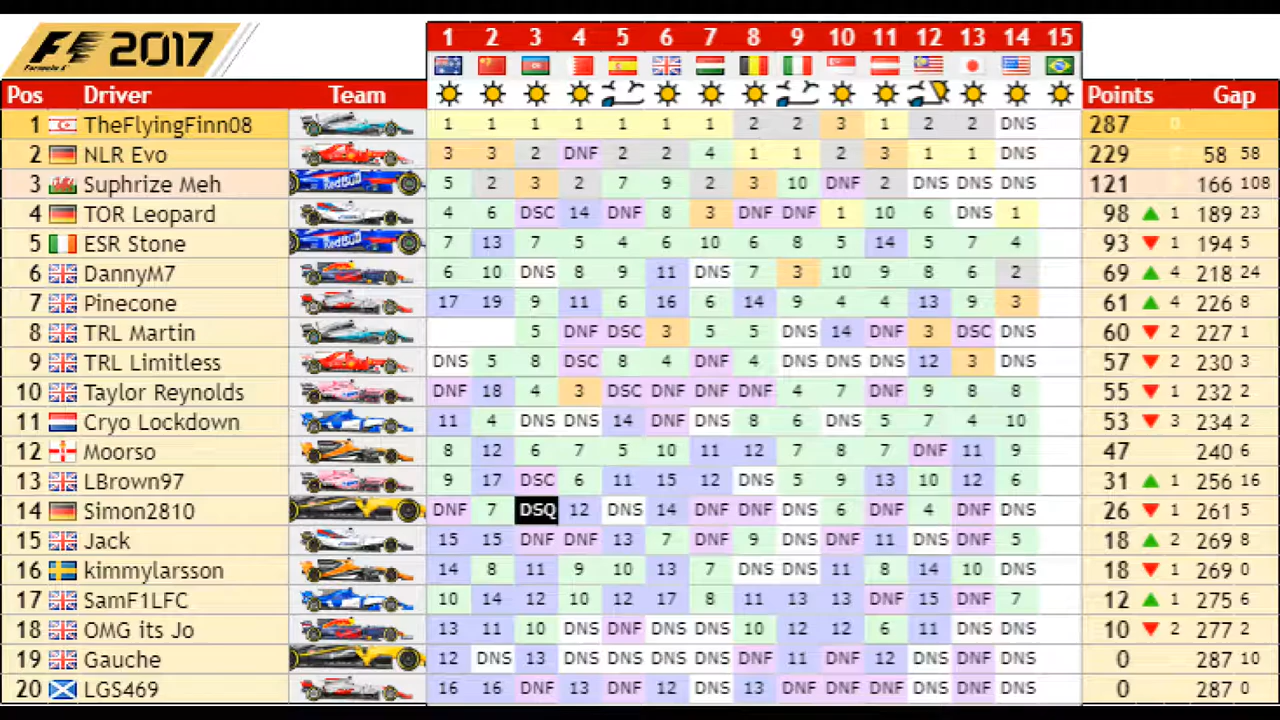 F1 2017
Formula 1
1 2 3 4 5 6 7 8 9 10 11 12 13 14 15
Pos Driver Team Points Gap
1 TheFlyingFinn08 1 1 1 1 1 1 1 2 2 3 1 2 2 DNS 287 0
2 NLR Evo 3 3 2 DNF 2 2 4 1 1 2 3 1 1 DNS 229 58 58
3 Suphrize Meh RedBull 5 2 3 2 7 9 2 3 10 DNF 2 DNS DNS DNS 121 166 108
4 TOR Leopard 4 6 DSC 14 DNF 8 3 DNF DNF 1 10 6 DNS 1 98 ▲ 1 189 23
5 ESR Stone RedBull 7 13 7 5 4 6 10 6 8 5 14 5 7 4 93 ▼ 1 194 5
6 DannyM7 6 10 DNS 8 9 11 DNS 7 3 10 9 8 6 2 69 ▲ 4 218 24
7 Pinecone 17 19 9 11 6 16 6 14 9 4 4 13 9 3 61 ▲ 4 226 8
8 TRL Martin 5 DNF DSC 3 5 5 DNS 14 DNF 3 DSC DNS 60 ▼ 2 227 1
9 TRL Limitless DNS 5 8 DSC 8 4 DNF 4 DNS DNS DNS 12 3 DNS 57 ▼ 2 230 3
10 Taylor Reynolds DNF 18 4 3 DSC DNF DNF DNF 4 7 DNF 9 8 8 55 ▼ 1 232 2
11 Cryo Lockdown 11 4 DNS DNS 14 DNF DNS 8 6 DNS 5 7 4 10 53 ▼ 3 234 2
12 Moorso 8 12 6 7 5 10 11 12 7 8 7 DNF 11 9 47 240 6
13 LBrown97 9 17 DSC 6 11 15 12 DNS 5 9 13 10 12 6 31 ▲ 1 256 16
14 Simon2810 DNF 7 DSQ 12 DNS 14 DNF DNF DNS 6 DNF 4 DNF DNS 26 ▼ 1 261 5
15 Jack 15 15 DNF DNF 13 7 DNF 9 DNS DNF 11 DNS DNF 5 18 ▲ 2 269 8
16 kimmylarsson 14 8 11 9 10 13 7 DNS DNS 11 8 14 10 DNS 18 ▼ 1 269 0
17 SamF1LFC 10 14 12 10 12 17 8 11 13 13 DNF 15 DNF 7 12 ▲ 1 275 6
18 OMG its Jo 13 11 10 DNS DNF DNS DNS 10 12 12 6 11 DNS DNS 10 ▼ 2 277 2
19 Gauche 12 DNS 13 DNS DNS DNS DNS DNF 11 DNF 12 DNS DNF DNS 0 287 10
20 LGS469 16 16 DNF 13 DNF 12 DNS 13 DNF DNF DNF DNS DNF DNS 0 287 0